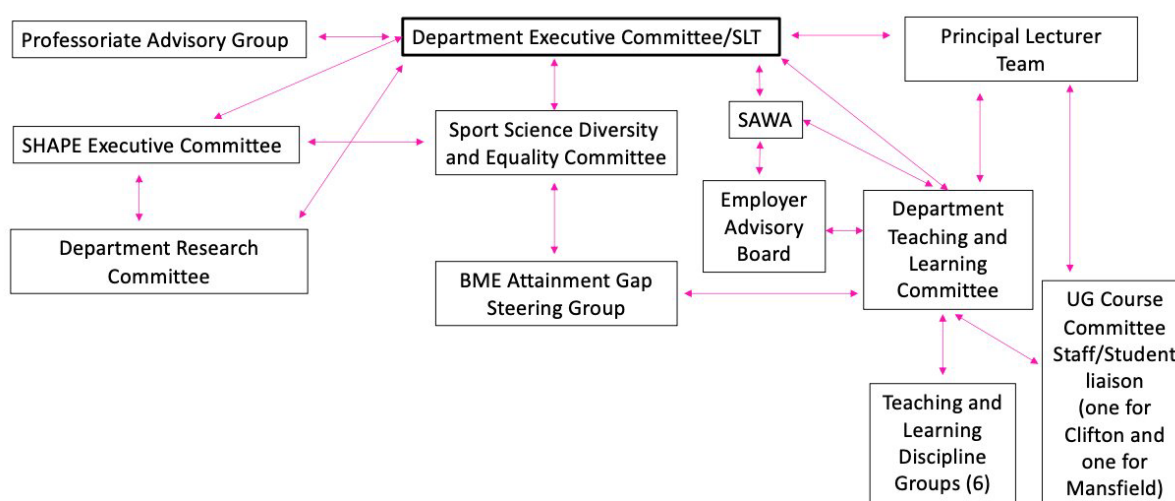 Professoriate Advisory Group
Department Executive Committee/SLT
Principal Lecturer
Team
SHAPE Executive Committee
Sport Science Diversity
and Equality Committee
SAWA
Employer
Advisory
Board
Department
Teaching and
Learning
Committee
Department Research
Committee
BME Attainment Gap
Steering Group
UG Course
Committee
Staff/Student
liaison
(one for
Clifton and
one for
Mansfield)
Teaching and
Learning
Discipline
Groups (6)